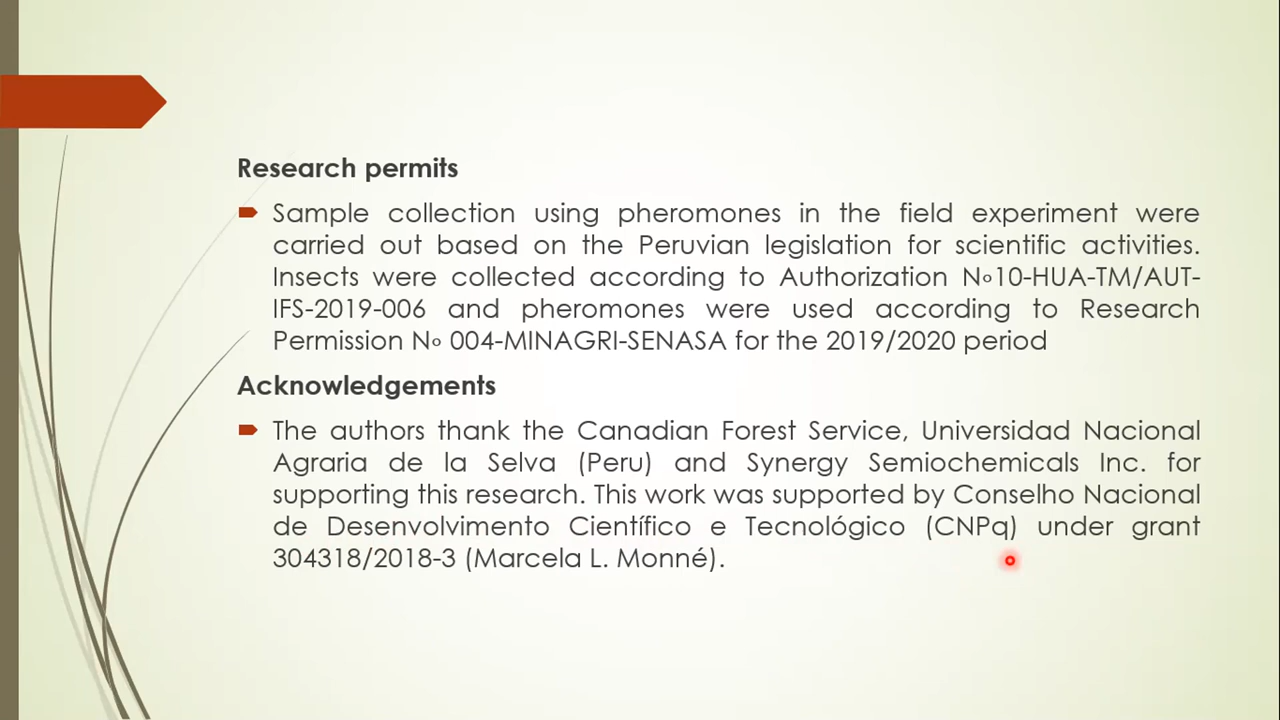 Research permits
Sample collection using pheromones in the field experiment were
carried out based on the Peruvian legislation for scientific activities.
Insects were collected according to Authorization N∘10-HUA-TM/AUT-
IFS-2019-006 and pheromones were used according to Research
Permission N∘ 004-MINAGRI-SENASA for the 2019/2020 period
Acknowledgements
The authors thank the Canadian Forest Service, Universidad Nacional
Agraria de la Selva (Peru) and Synergy Semiochemicals Inc. for
supporting this research. This work was supported by Conselho Nacional
de Desenvolvimento Científico e Tecnológico (CNPq) under grant
304318/2018-3 (Marcela L. Monné).